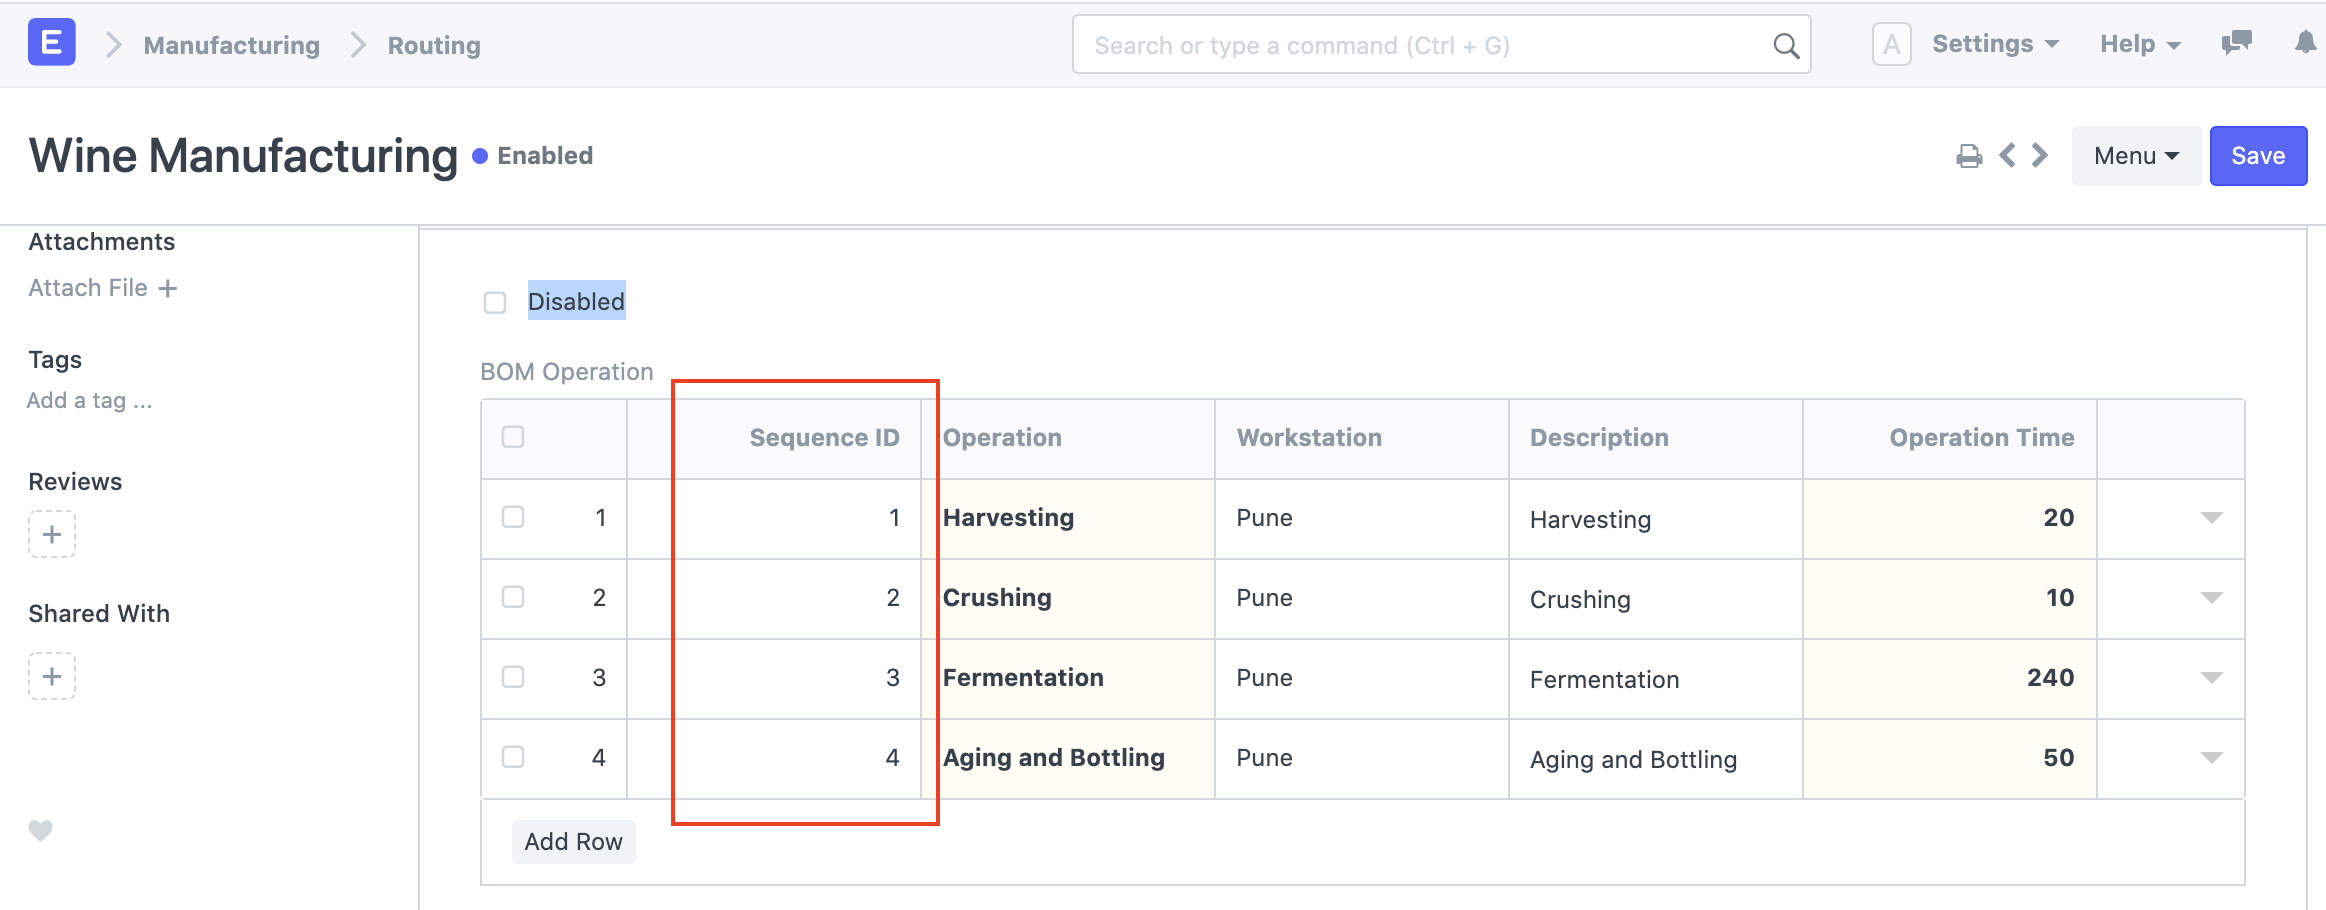 E Manufacturing Routing Search or type a command (Ctrl + G) A Settings Help
Wine Manufacturing Enabled Menu Save
Attachments
Attach File +
Tags
Add a tag ...
Reviews
+
Shared With
+
Disabled
BOM Operation
Sequence ID Operation Workstation Description Operation Time
1 1 Harvesting Pune Harvesting 20
2 2 Crushing Pune Crushing 10
3 3 Fermentation Pune Fermentation 240
4 4 Aging and Bottling Pune Aging and Bottling 50
Add Row